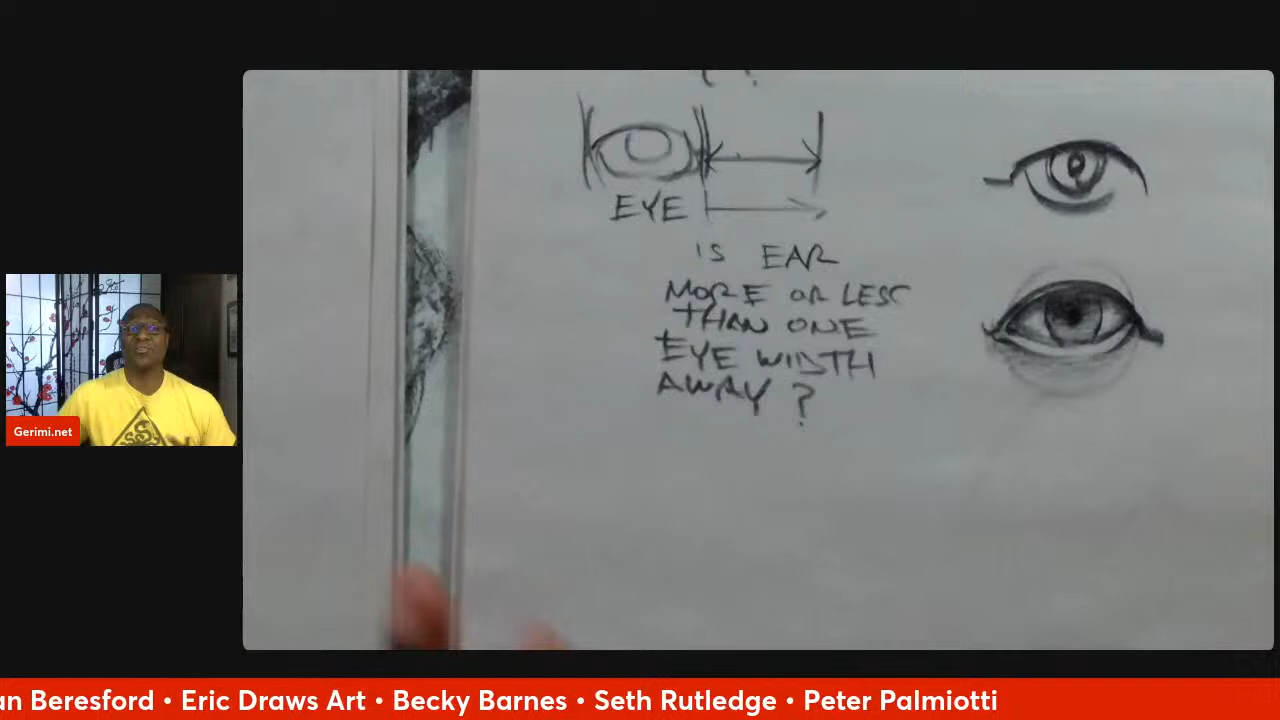 EYE
IS EAR
MORE OR LESS
THAN ONE
EYE WIDTH
AWAY ?
Gerimi.net
an Beresford • Eric Draws Art • Becky Barnes • Seth Rutledge • Peter Palmiotti